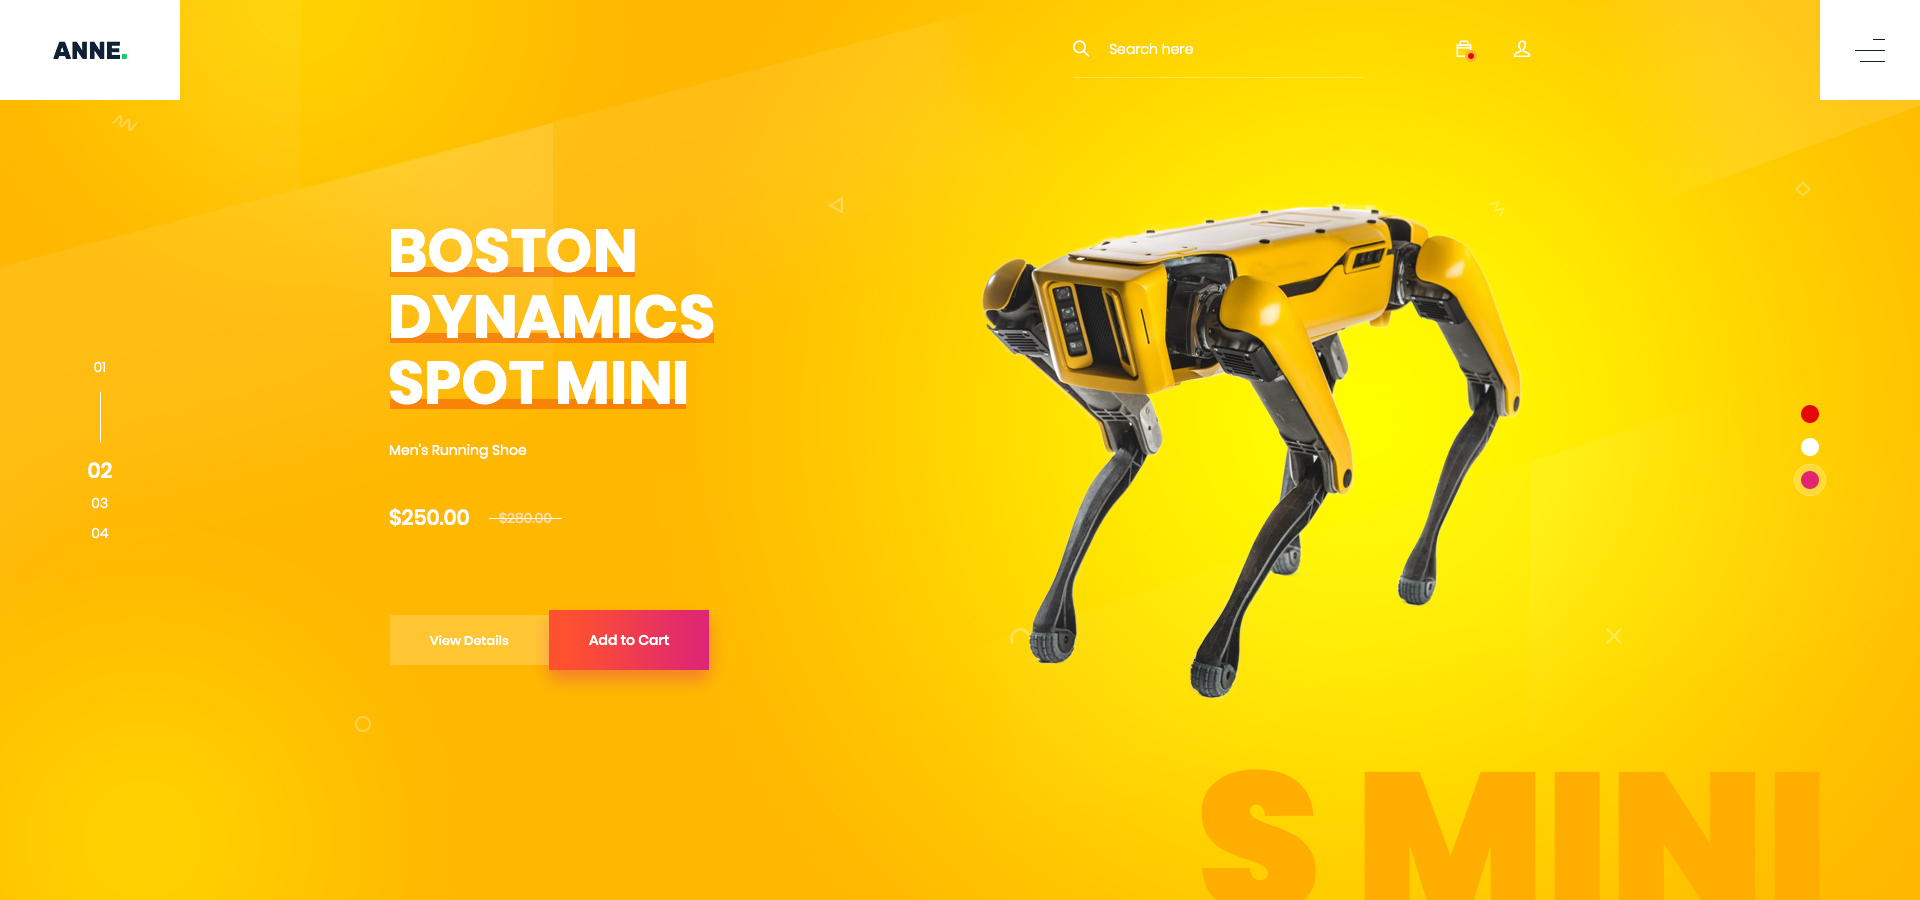 ANNE.
Search here
BOSTON
DYNAMICS
SPOT MINI
Men's Running Shoe
$250.00 $280.00
View Details
Add to Cart
01
02
03
04
S MINI